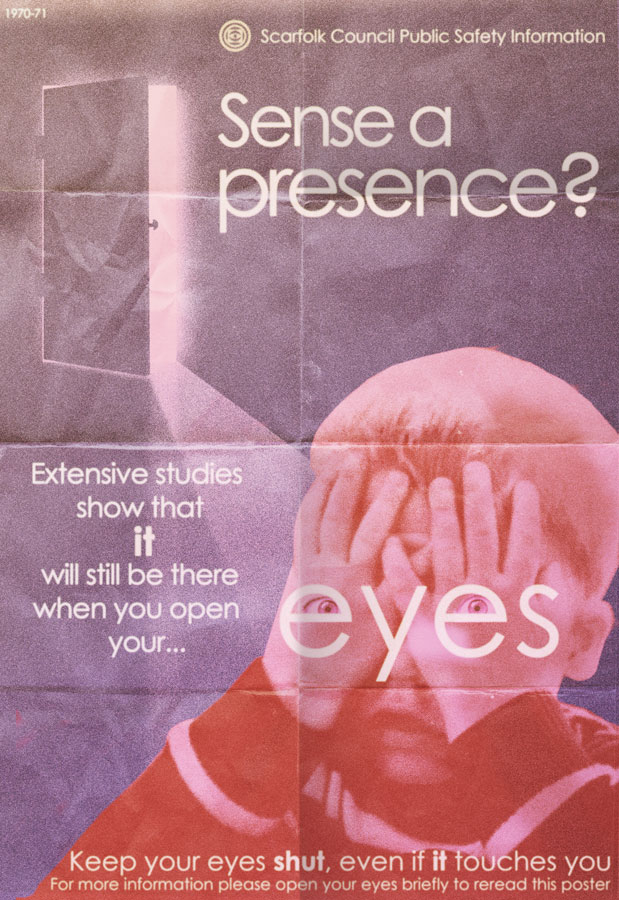 1970-71
Scarfolk Council Public Safety Information
Sense a
presence?
Extensive studies
show that
it
will still be there
when you open
your...
eyes
Keep your eyes shut, even if it touches you
For more information please open your eyes briefly to reread this poster